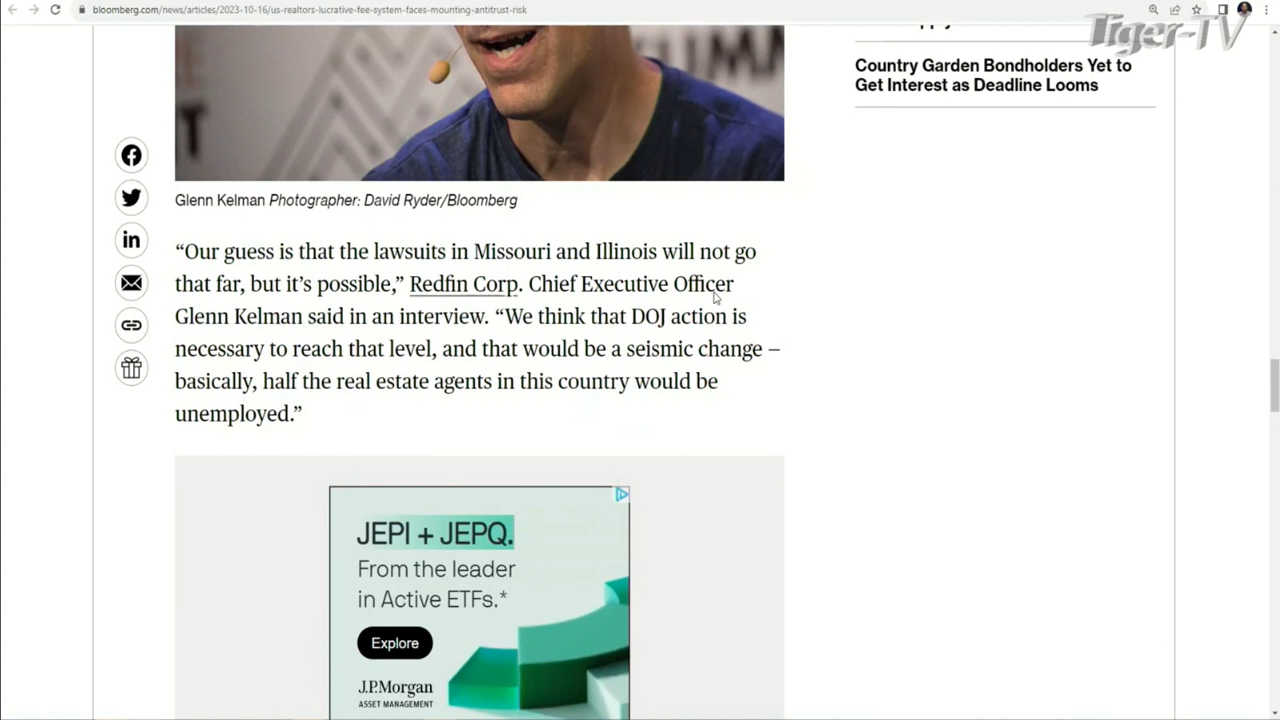 bloomberg.com/news/articles/2023-10-16/us-realtors-lucrative-fee-system-faces-mounting-antitrust-risk
Tiger-TV
Country Garden Bondholders Yet to
Get Interest as Deadline Looms
Glenn Kelman Photographer: David Ryder/Bloomberg
“Our guess is that the lawsuits in Missouri and Illinois will not go
that far, but it’s possible,” Redfin Corp. Chief Executive Officer
Glenn Kelman said in an interview. “We think that DOJ action is
necessary to reach that level, and that would be a seismic change –
basically, half the real estate agents in this country would be
unemployed.”
JEPI + JEPQ.
From the leader
in Active ETFs.*
Explore
J.P.Morgan
ASSET MANAGEMENT